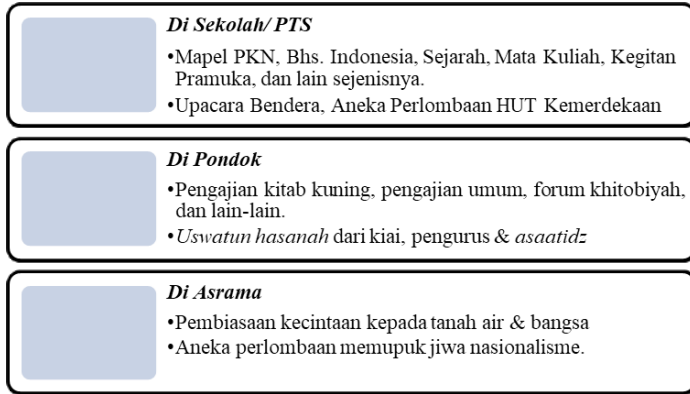 Di Sekolah/ PTS
•Mapel PKN, Bhs. Indonesia, Sejarah, Mata Kuliah, Kegitan
Pramuka, dan lain sejenisnya.
•Upacara Bendera, Aneka Perlombaan HUT Kemerdekaan
Di Pondok
•Pengajian kitab kuning, pengajian umum, forum khitobiyah,
dan lain-lain.
•Uswatun hasanah dari kiai, pengurus & asaatidz
Di Asrama
•Pembiasaan kecintaan kepada tanah air & bangsa
•Aneka perlombaan memupuk jiwa nasionalisme.